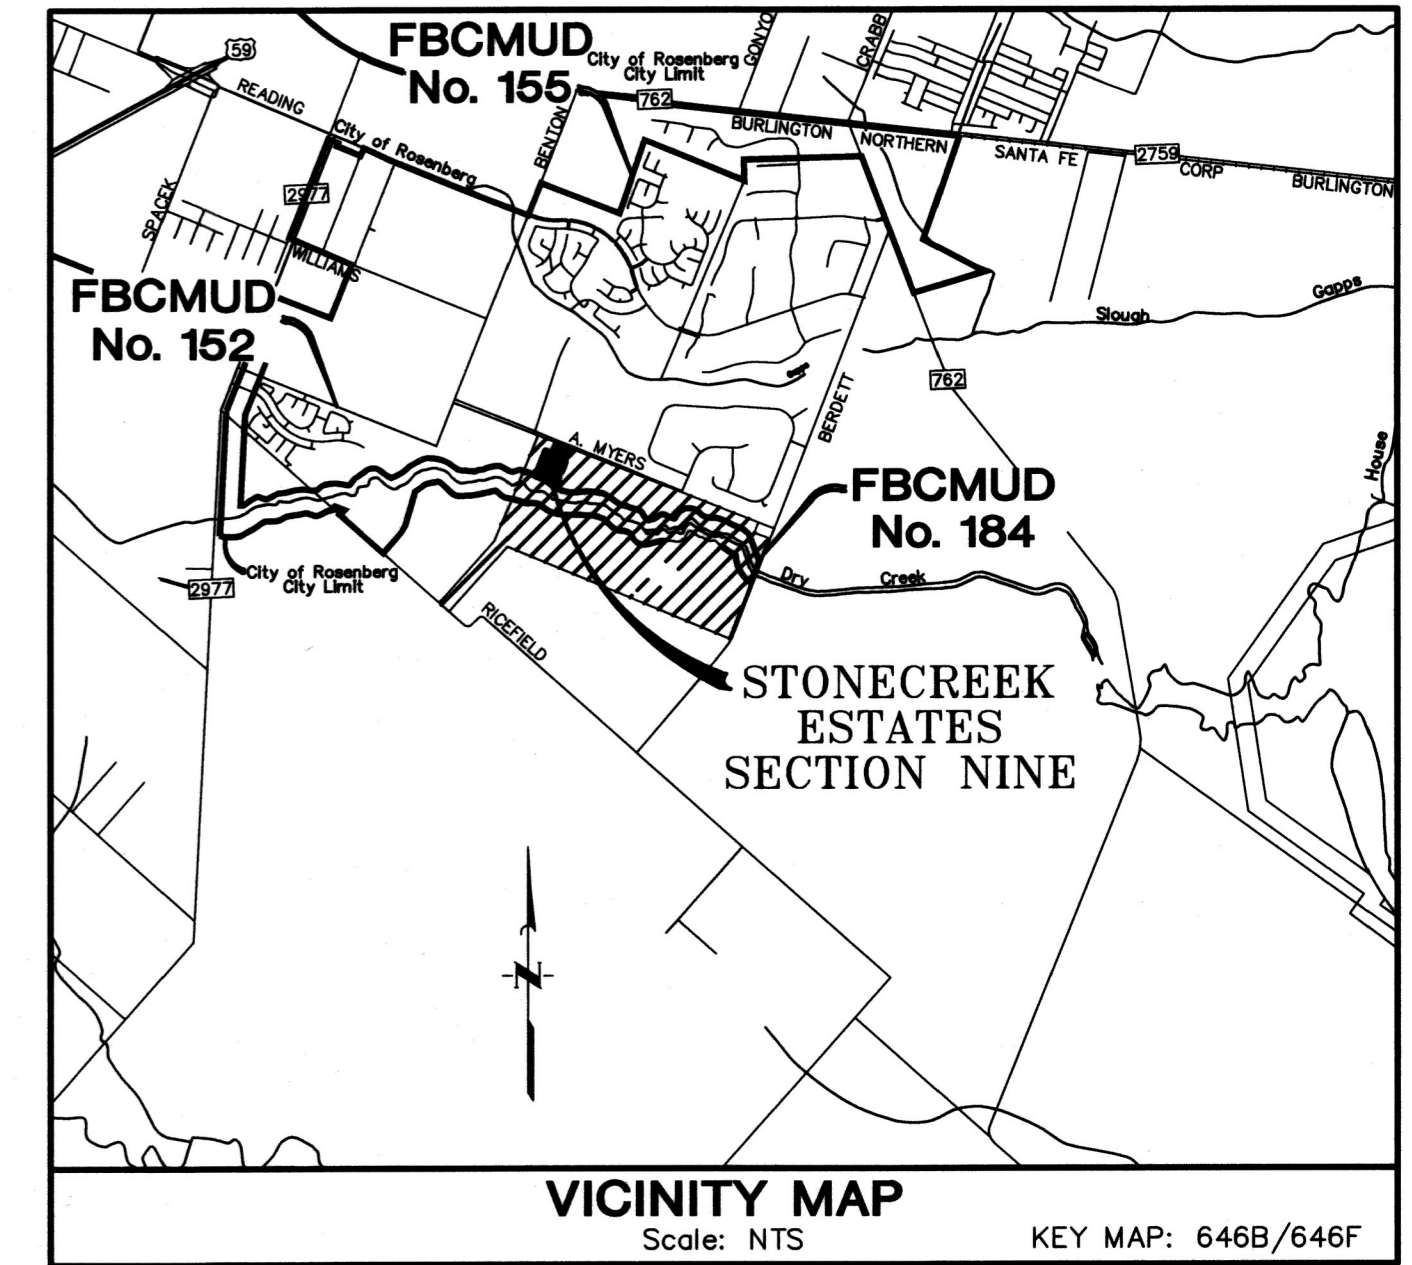 FBCMUD
No. 155
City of Rosenberg
City Limit
GONYO
CRABB
59
READING
762
BURLINGTON
NORTHERN
SANTA FE
2759
CORP
BURLINGTON
City of Rosenberg
BENTON
2977
SPACEK
WILLIAMS
FBCMUD
No. 152
Slough
Gapps
Gapps
762
BERDETT
A. MYERS
House
FBCMUD
No. 184
City of Rosenberg
City Limit
2977
Dry
Creek
RICEFIELD
STONECREEK
ESTATES
SECTION NINE
N
VICINITY MAP
Scale: NTS
KEY MAP: 646B/646F